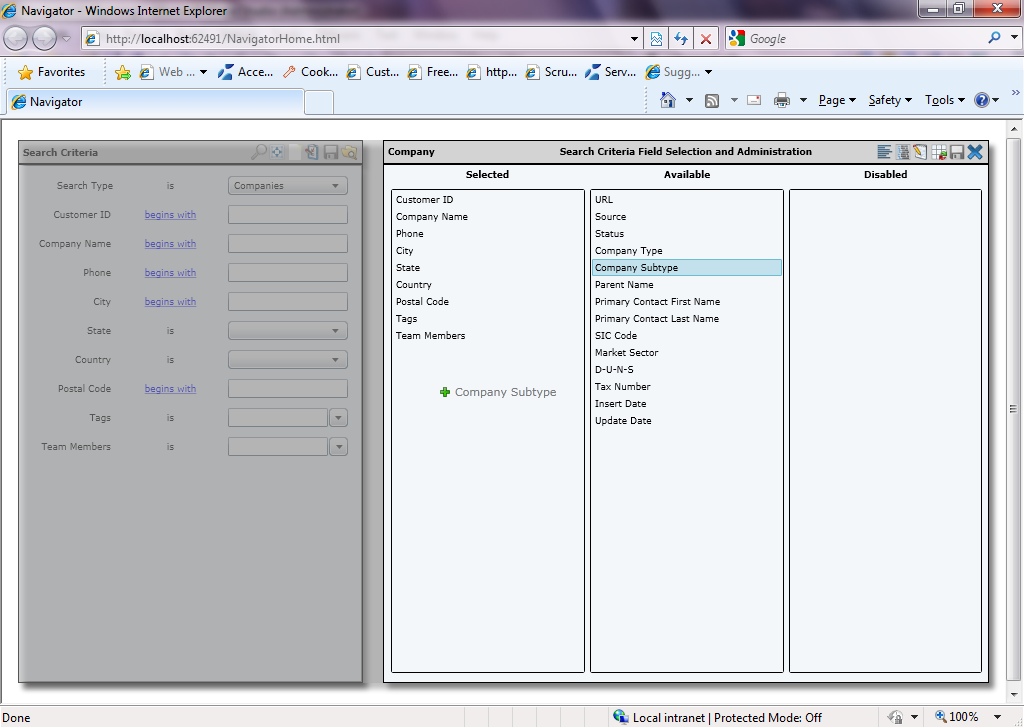 Navigator - Windows Internet Explorer
http://localhost:62491/NavigatorHome.html
Google
Favorites
Web ...
Acce...
Cook...
Cust...
Free...
http...
Scru...
Serv...
Sugg...
Navigator
Page
Safety
Tools
»
Search Criteria
Search Type is Companies
Customer ID begins with
Company Name begins with
Phone begins with
City begins with
State is
Country is
Postal Code begins with
Tags is
Team Members is
Company
Search Criteria Field Selection and Administration
Selected
Customer ID
Company Name
Phone
City
State
Country
Postal Code
Tags
Team Members
Company Subtype
Available
URL
Source
Status
Company Type
Company Subtype
Parent Name
Primary Contact First Name
Primary Contact Last Name
SIC Code
Market Sector
D-U-N-S
Tax Number
Insert Date
Update Date
Disabled
Done
Local intranet | Protected Mode: Off
100%